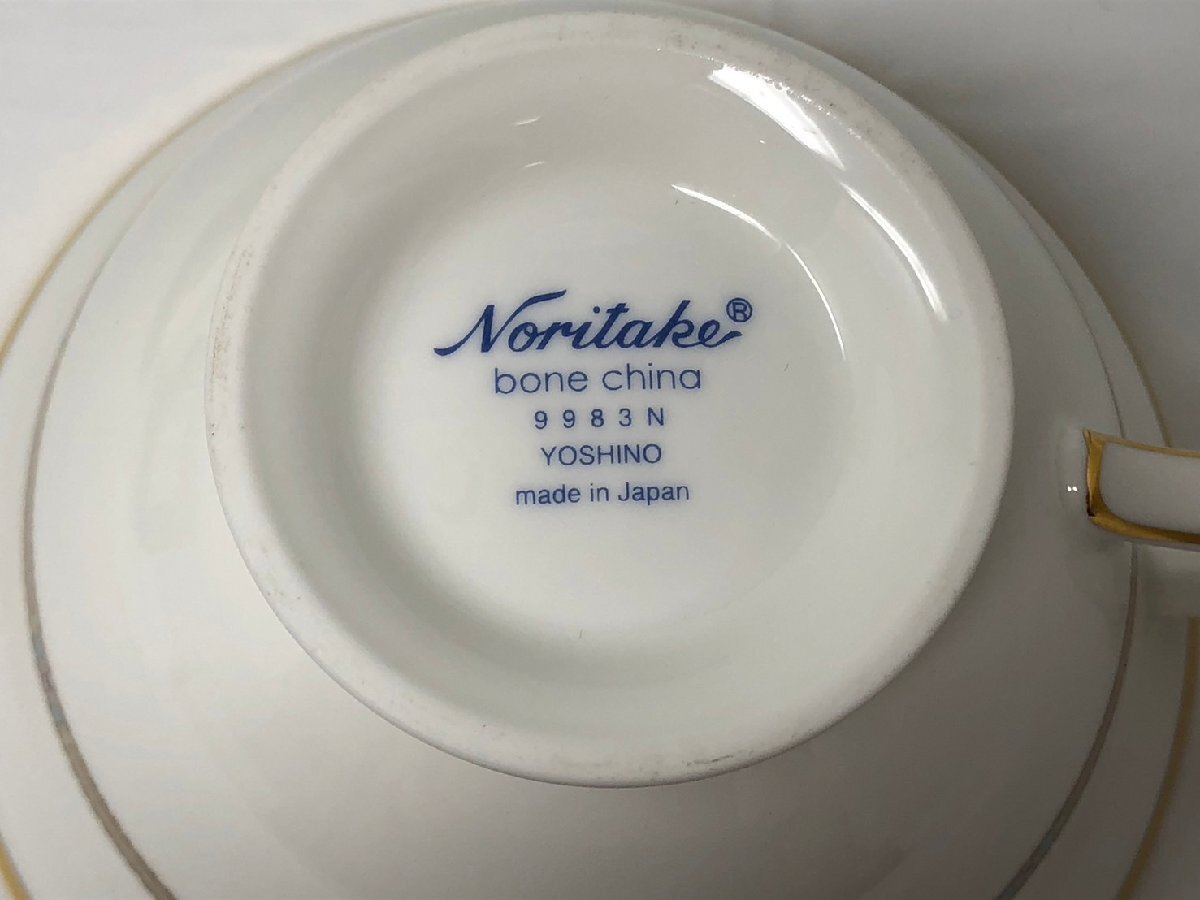 Noritake®
bone china
9983N
YOSHINO
made in Japan